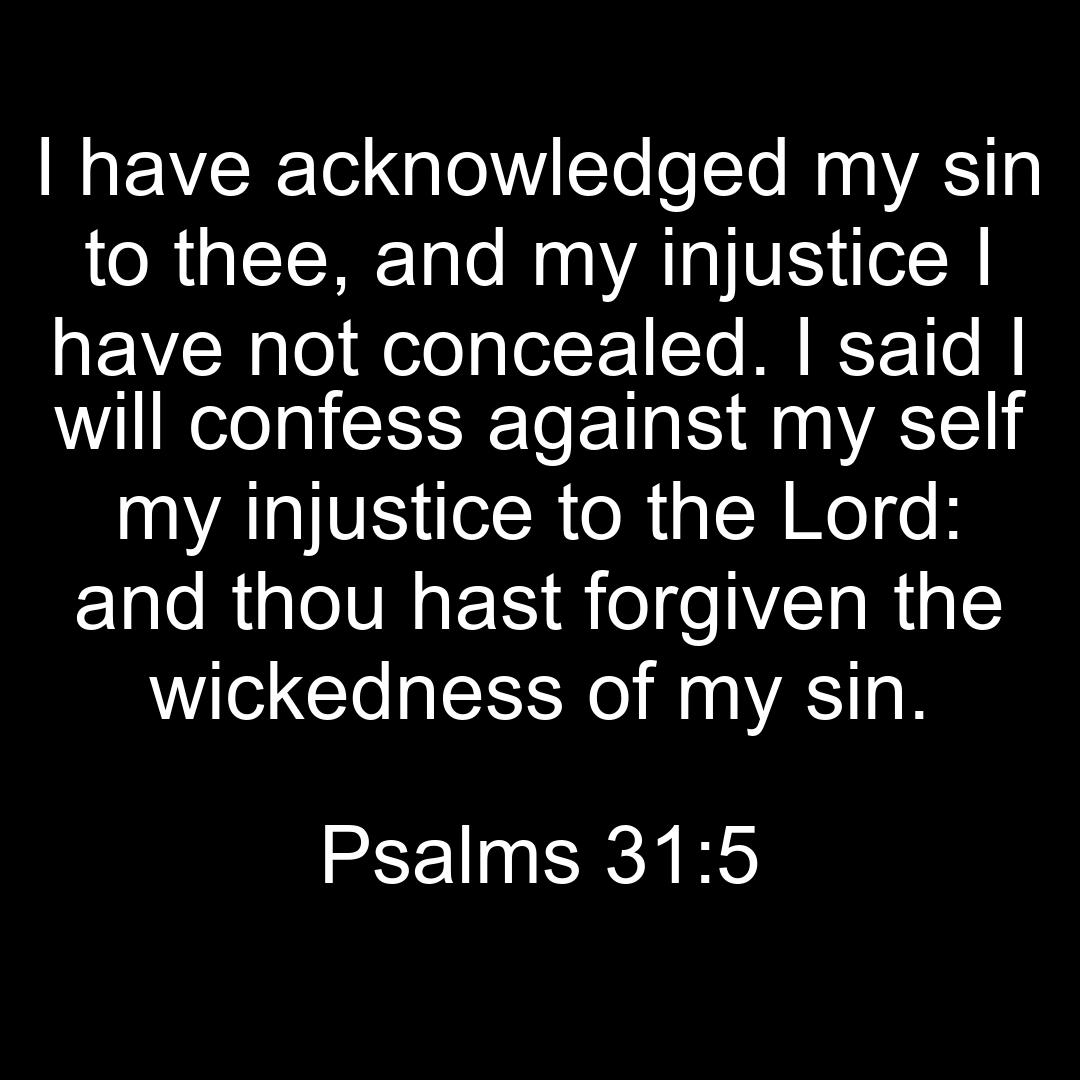 I have acknowledged my sin
to thee, and my injustice I
have not concealed. I said I
will confess against my self
my injustice to the Lord:
and thou hast forgiven the
wickedness of my sin.
Psalms 31:5